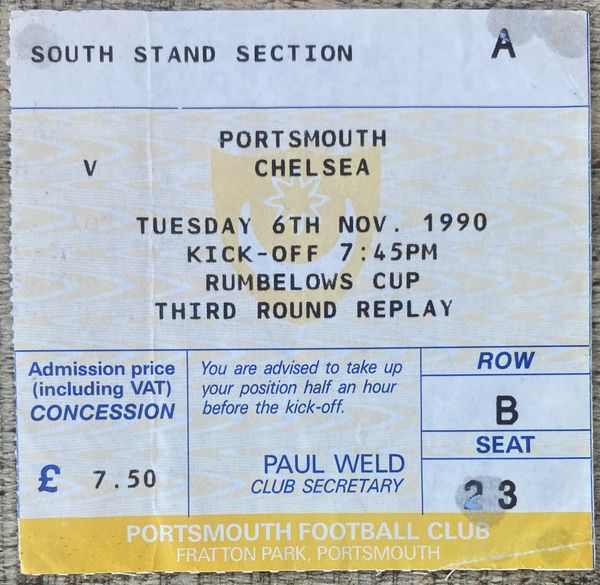 SOUTH STAND SECTION A
PORTSMOUTH
V CHELSEA
TUESDAY 6TH NOV. 1990
KICK-OFF 7:45PM
RUMBELOWS CUP
THIRD ROUND REPLAY
Admission price
(including VAT)
CONCESSION
£ 7.50
You are advised to take up
your position half an hour
before the kick-off.
PAUL WELD
CLUB SECRETARY
ROW
B
SEAT
23
PORTSMOUTH FOOTBALL CLUB
FRATTON PARK, PORTSMOUTH